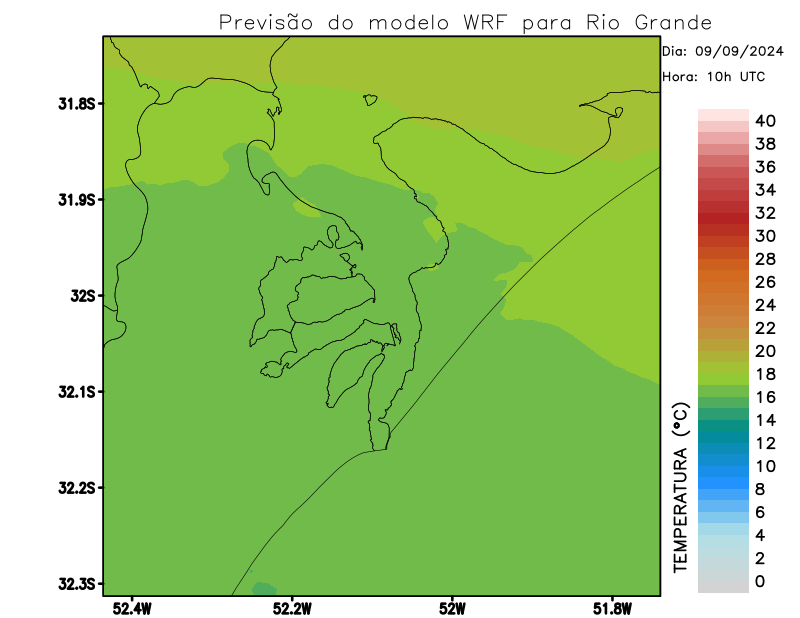 Previsão do modelo WRF para Rio Grande
Dia: 09/09/2024
Hora: 10h UTC
31.8S
31.9S
32S
32.1S
32.2S
32.3S
52.4W
52.2W
52W
51.8W
TEMPERATURA (°C)
40
38
36
34
32
30
28
26
24
22
20
18
16
14
12
10
8
6
4
2
0